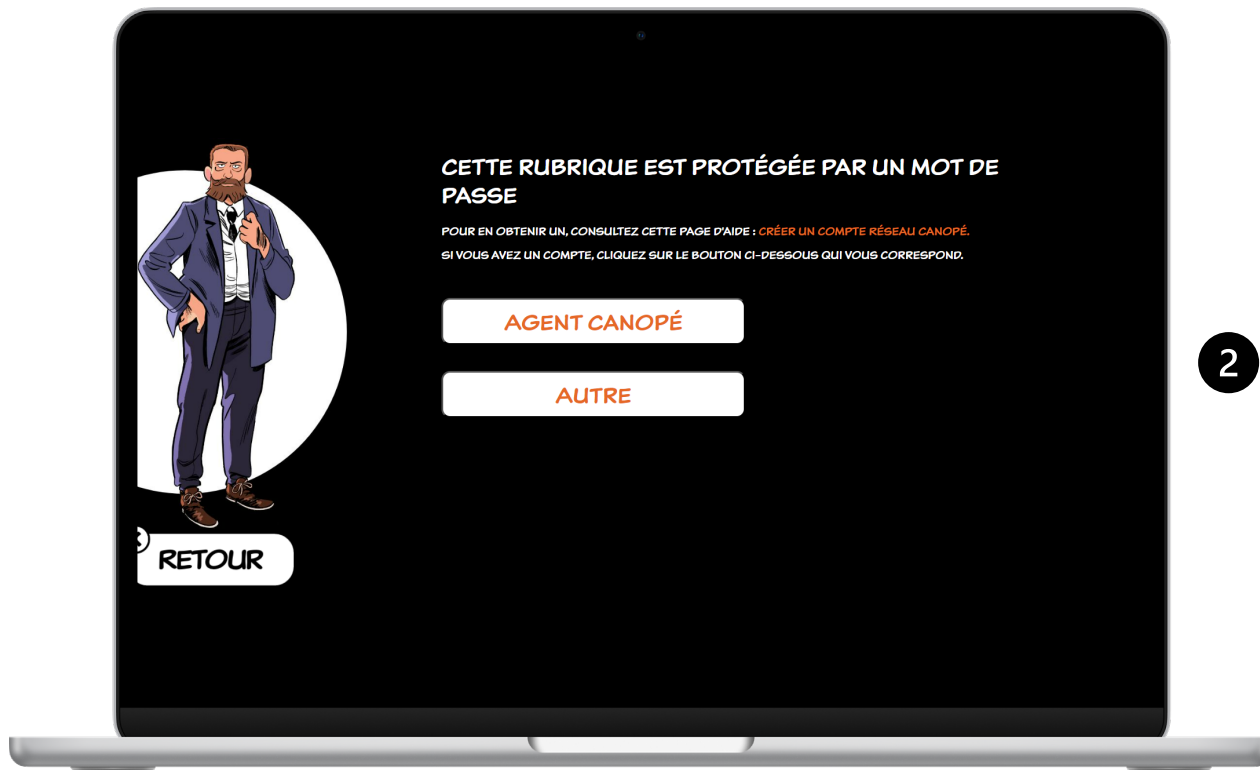 CETTE RUBRIQUE EST PROTÉGÉE PAR UN MOT DE
PASSE
POUR EN OBTENIR UN, CONSULTEZ CETTE PAGE D'AIDE : CRÉER UN COMPTE RÉSEAU CANOPÉ.
SI VOUS AVEZ UN COMPTE, CLIQUEZ SUR LE BOUTON CI-DESSOUS QUI VOUS CORRESPOND.
AGENT CANOPÉ
AUTRE
RETOUR
2